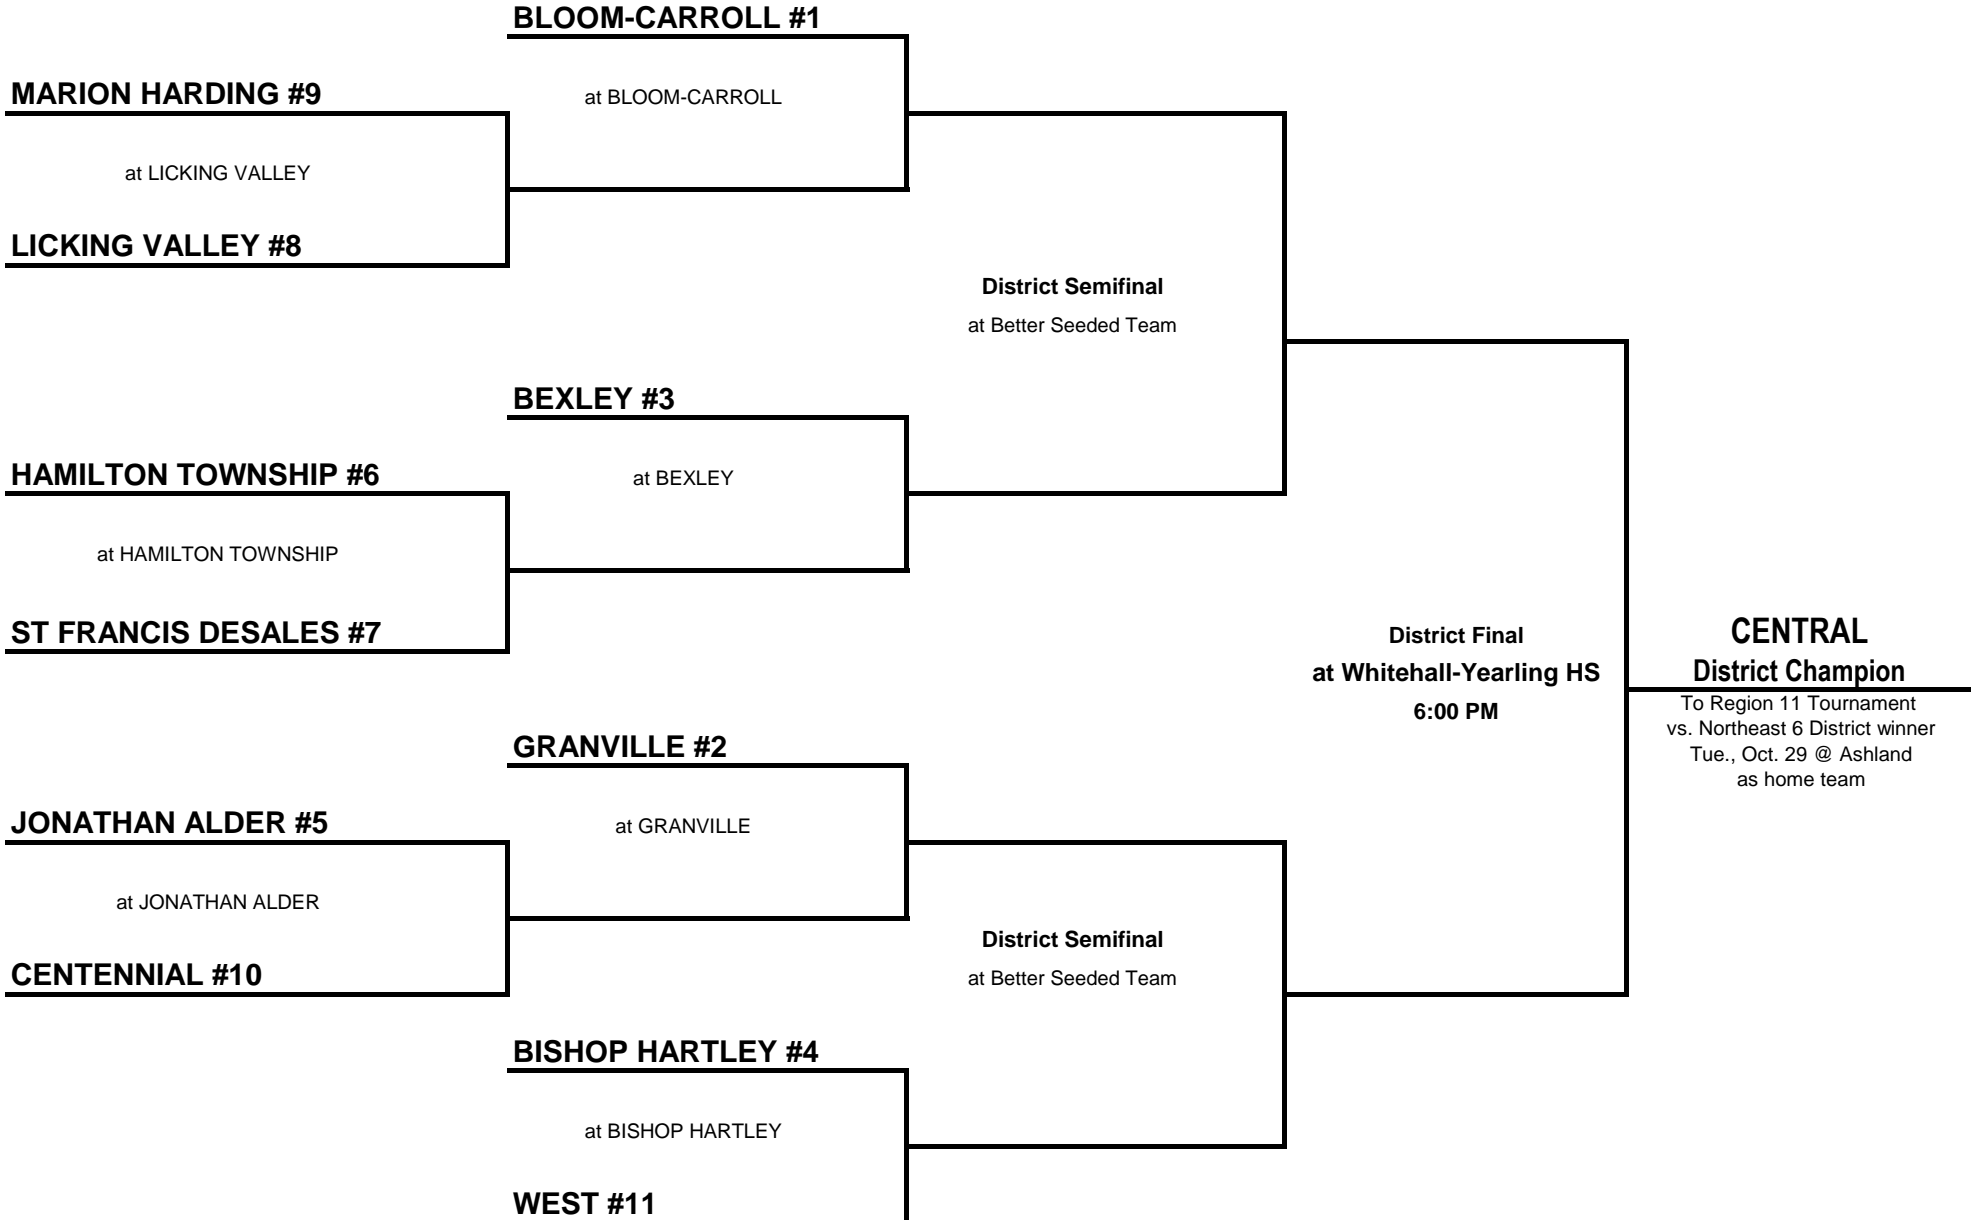 BLOOM-CARROLL #1
MARION HARDING #9
at BLOOM-CARROLL
at LICKING VALLEY
LICKING VALLEY #8
District Semifinal
at Better Seeded Team
BEXLEY #3
HAMILTON TOWNSHIP #6
at BEXLEY
at HAMILTON TOWNSHIP
ST FRANCIS DESALES #7
District Final
at Whitehall-Yearling HS
6:00 PM
CENTRAL
District Champion
To Region 11 Tournament
vs. Northeast 6 District winner
Tue., Oct. 29 @ Ashland
as home team
GRANVILLE #2
JONATHAN ALDER #5
at GRANVILLE
at JONATHAN ALDER
CENTENNIAL #10
District Semifinal
at Better Seeded Team
BISHOP HARTLEY #4
at BISHOP HARTLEY
WEST #11